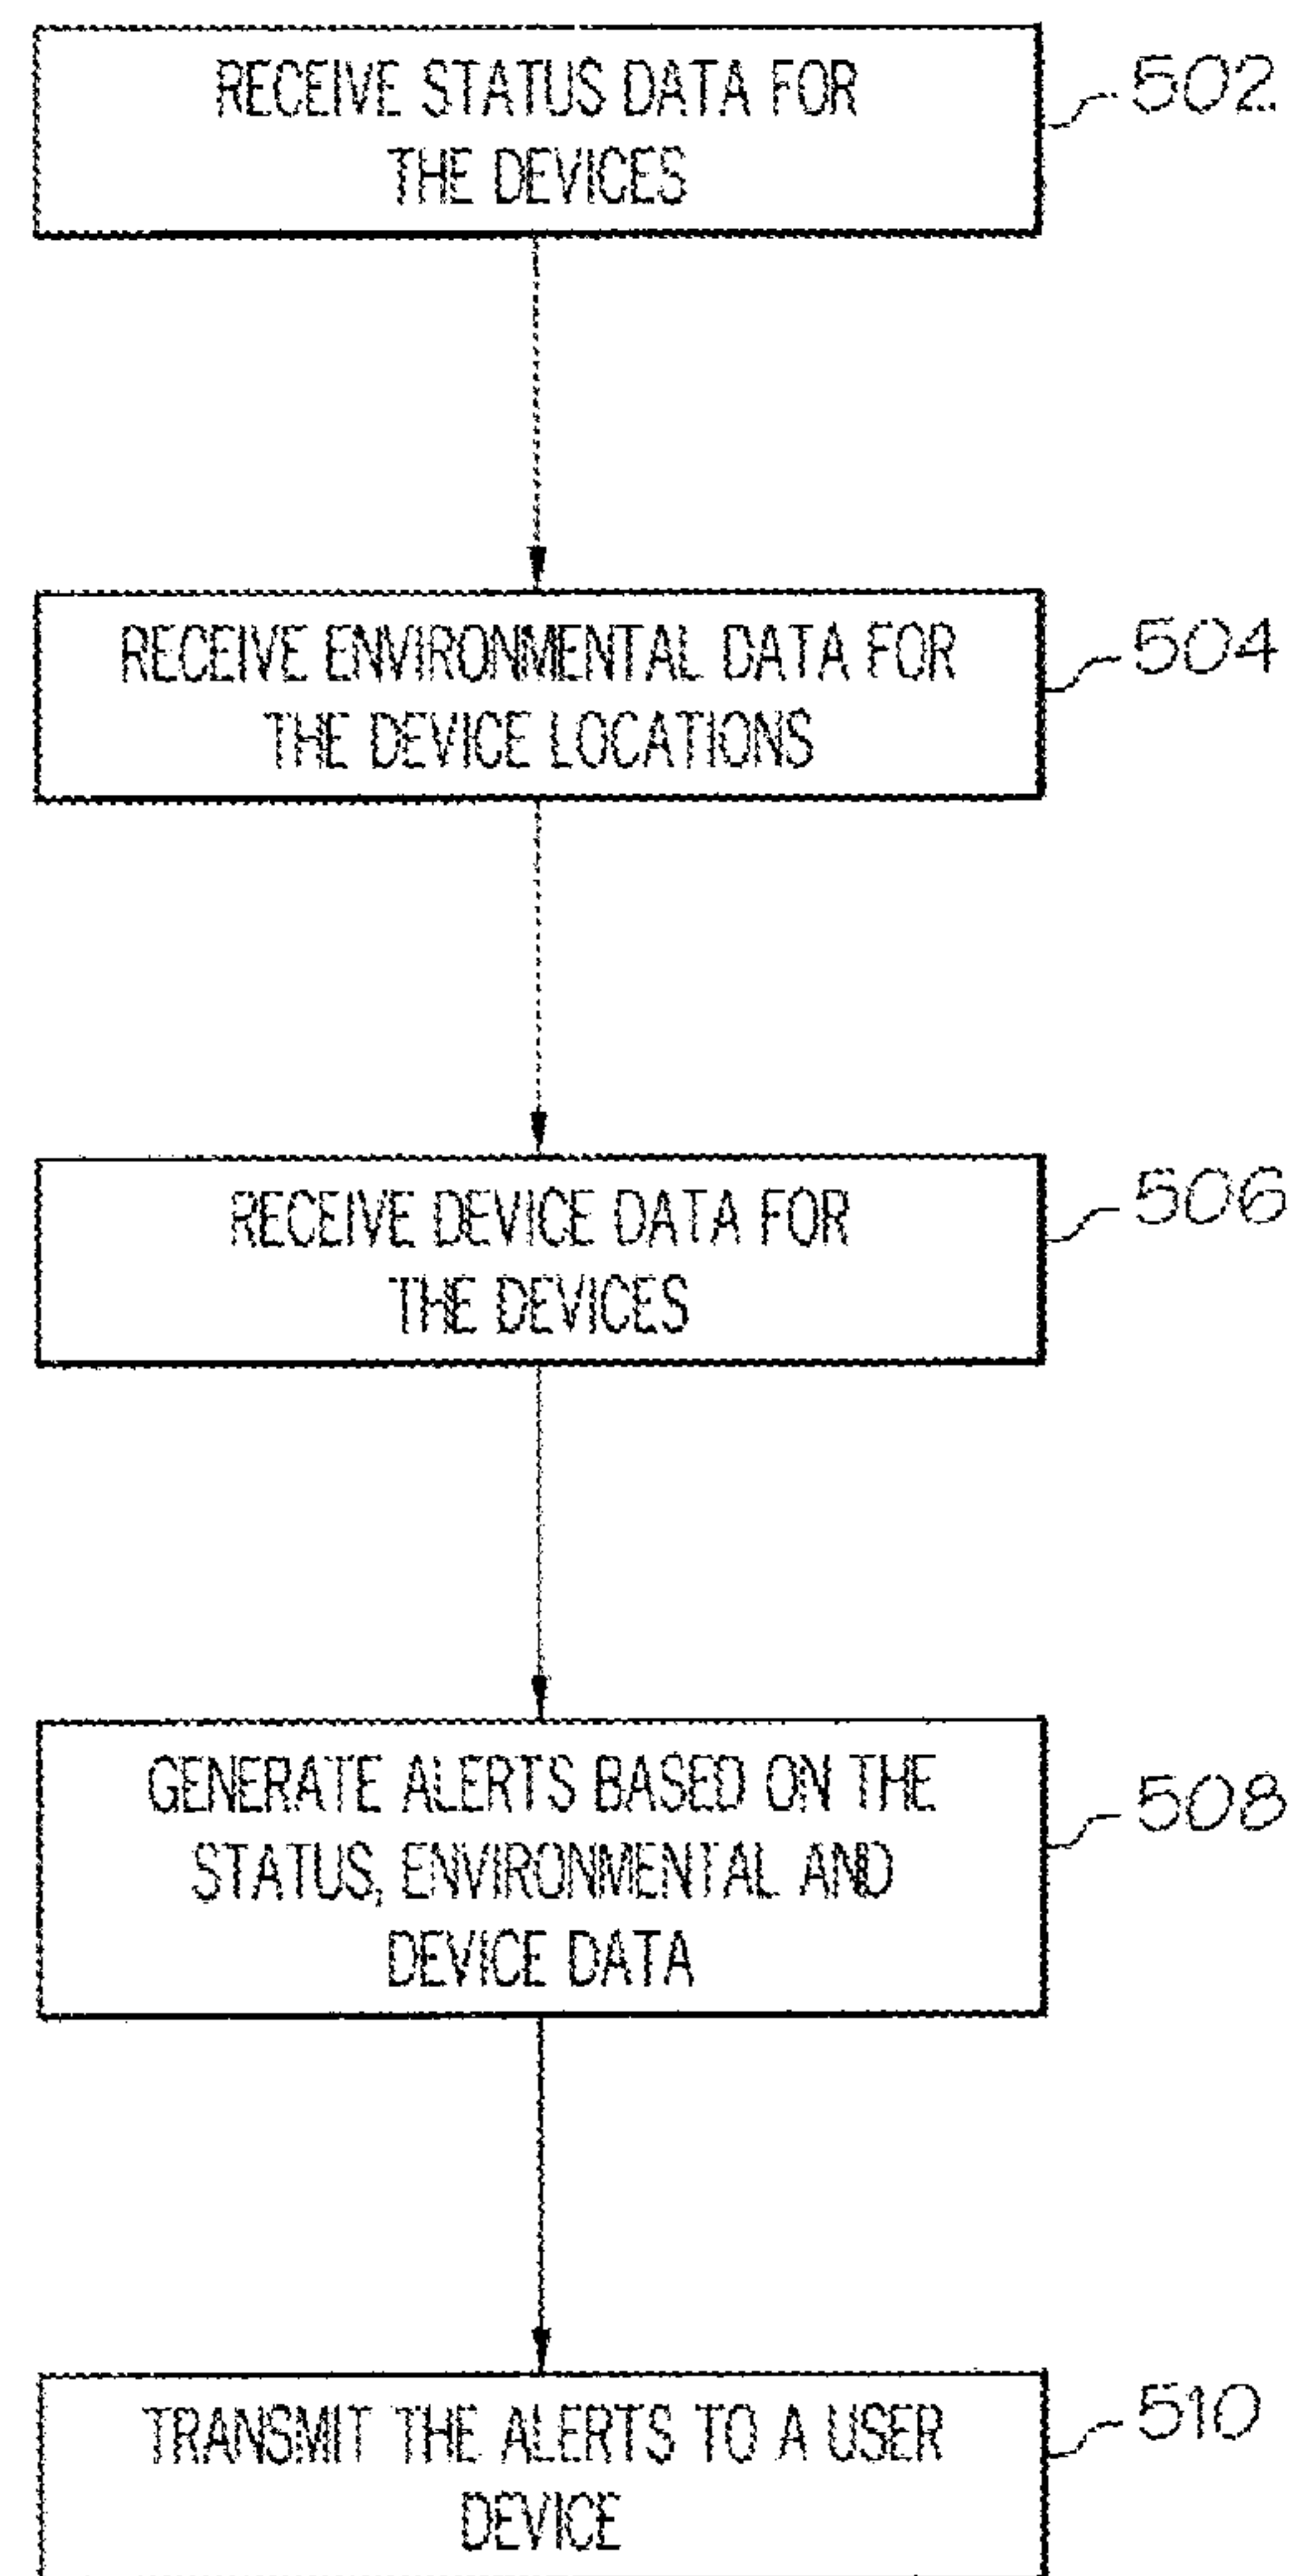 RECEIVE STATUS DATA FOR
THE DEVICES
502
RECEIVE ENVIRONMENTAL DATA FOR
THE DEVICE LOCATIONS
504
RECEIVE DEVICE DATA FOR
THE DEVICES
506
GENERATE ALERTS BASED ON THE
STATUS, ENVIRONMENTAL AND
DEVICE DATA
508
TRANSMIT THE ALERTS TO A USER
DEVICE
510